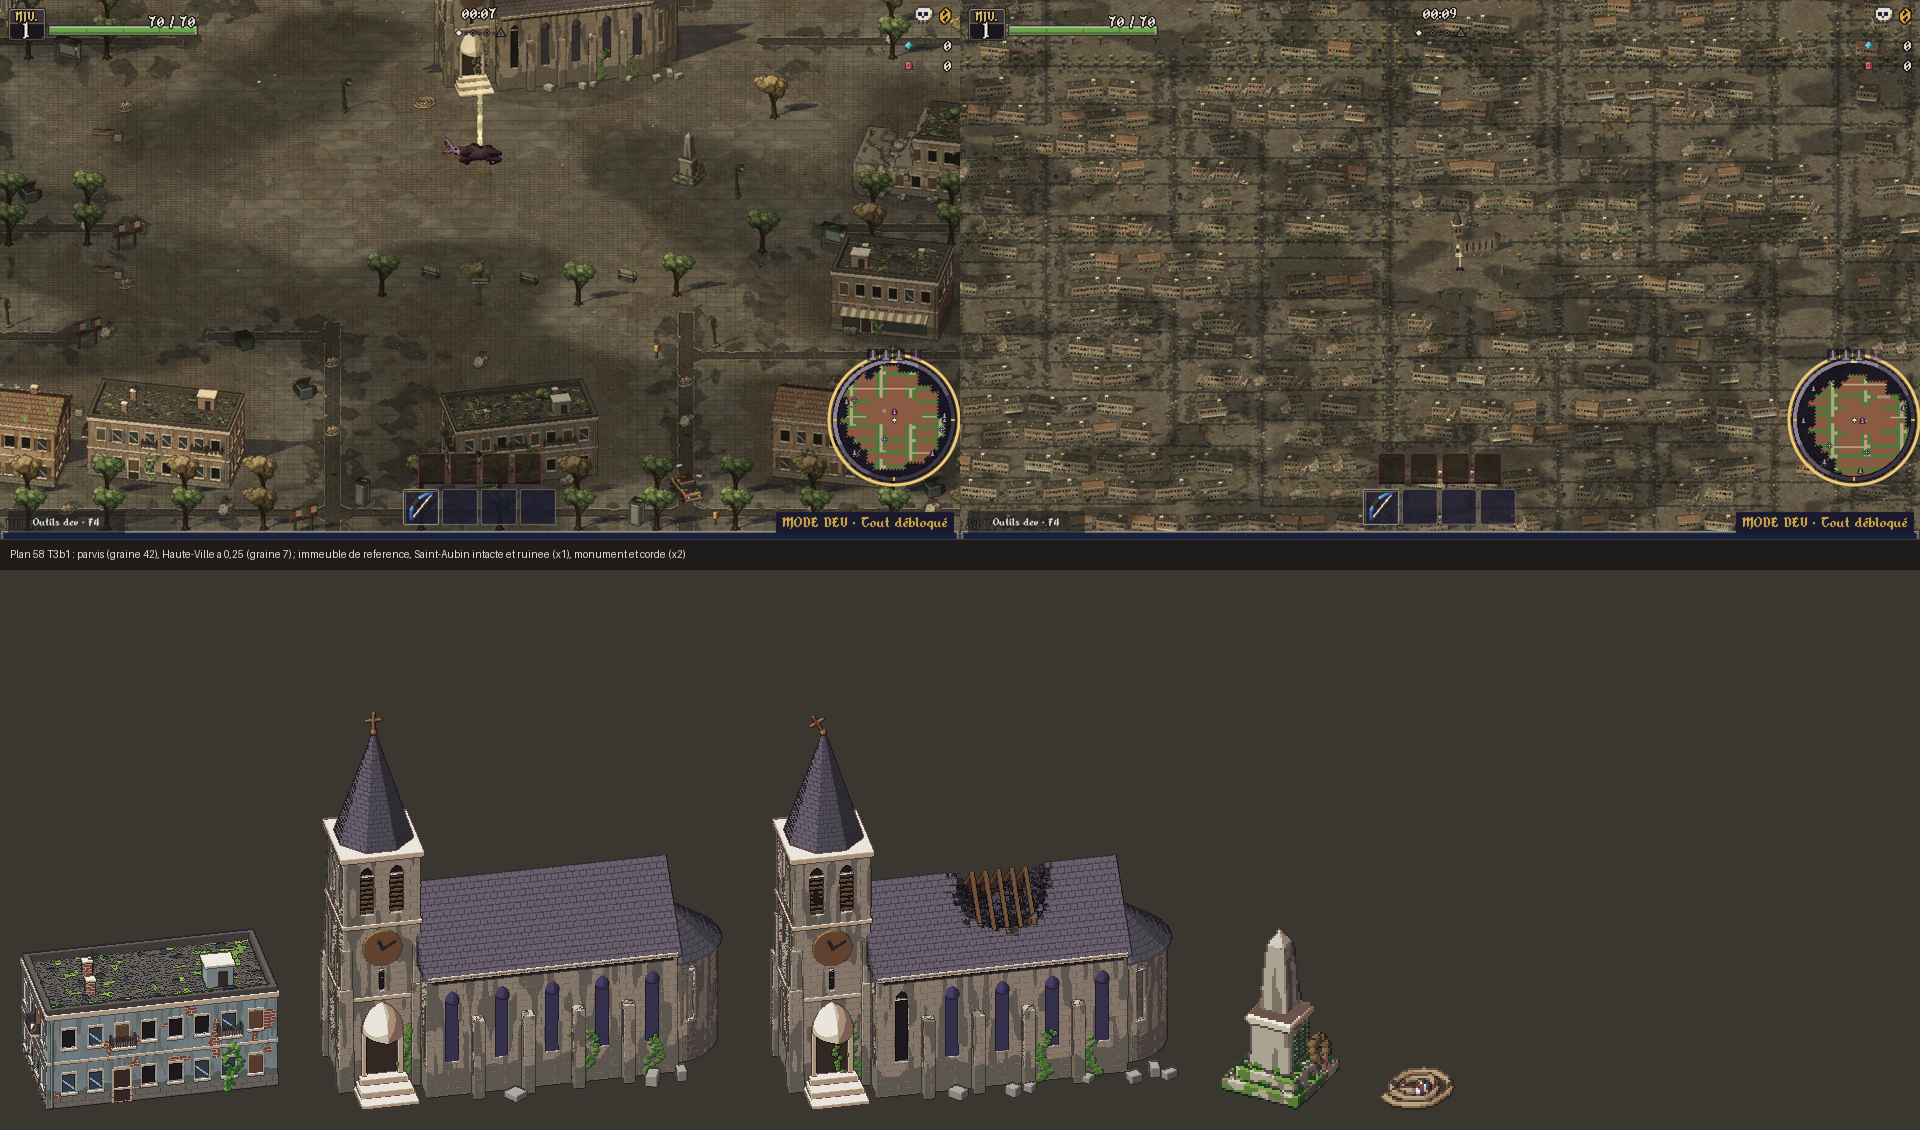 NIV.
1
70 / 70
00:07
0
0
Outils dev · F4
MODE DEV · Tout débloqué
NIV.
1
70 / 70
00:09
0
0
Outils dev · F4
MODE DEV · Tout débloqué
Plan 58 T3b1 : parvis (graine 42), Haute-Ville a 0,25 (graine 7) ; immeuble de reference, Saint-Aubin intacte et ruinee (x1), monument et corde (x2)